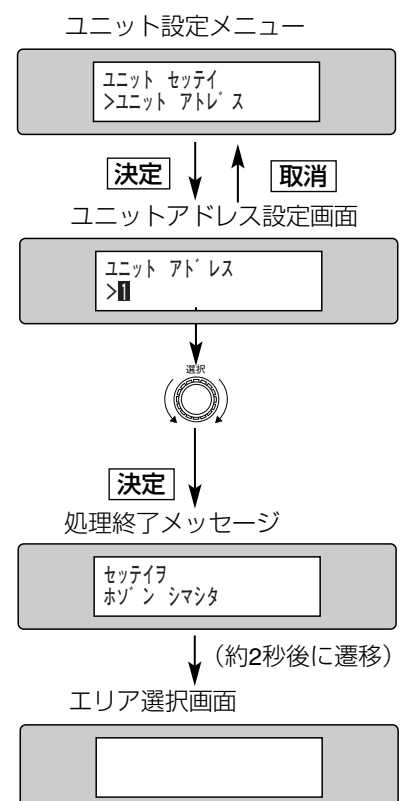 ユニット設定メニュー
ユニット セッテイ
>ユニット アトレ゛ス
決定 取消
ユニットアドレス設定画面
ユニット アト゛レス
>1
選択
決定
処理終了メッセージ
セッテイヲ
ホソ゛ン シマシタ
(約2秒後に遷移)
エリア選択画面